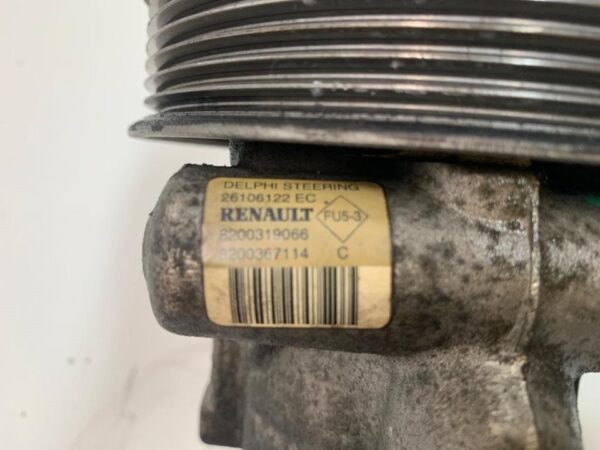 DELPHI STEERING
26106122 EC
RENAULT FU5-3
8200319066
8200367114 C